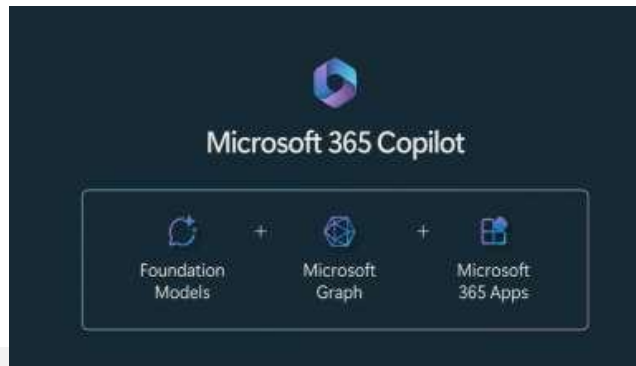 Microsoft 365 Copilot
Foundation Models
+
Microsoft Graph
+
Microsoft 365 Apps